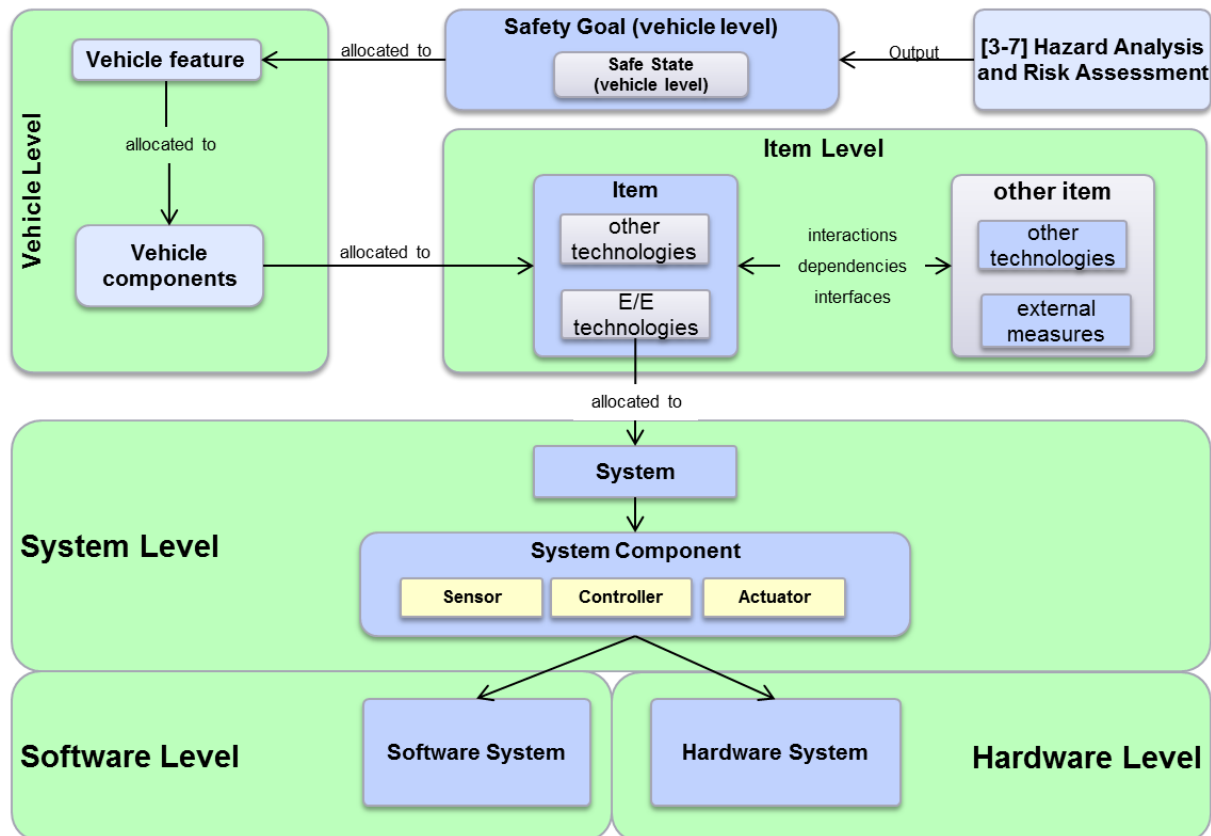 Safety Goal (vehicle level)
Safe State
(vehicle level)
[3-7] Hazard Analysis
and Risk Assessment
Output
allocated to
Vehicle feature
allocated to
Vehicle
components
Vehicle Level
allocated to
Item Level
Item
other
technologies
E/E
technologies
interactions
dependencies
interfaces
other item
other
technologies
external
measures
allocated to
System Level
System
System Component
Sensor
Controller
Actuator
Software Level
Software System
Hardware System
Hardware Level